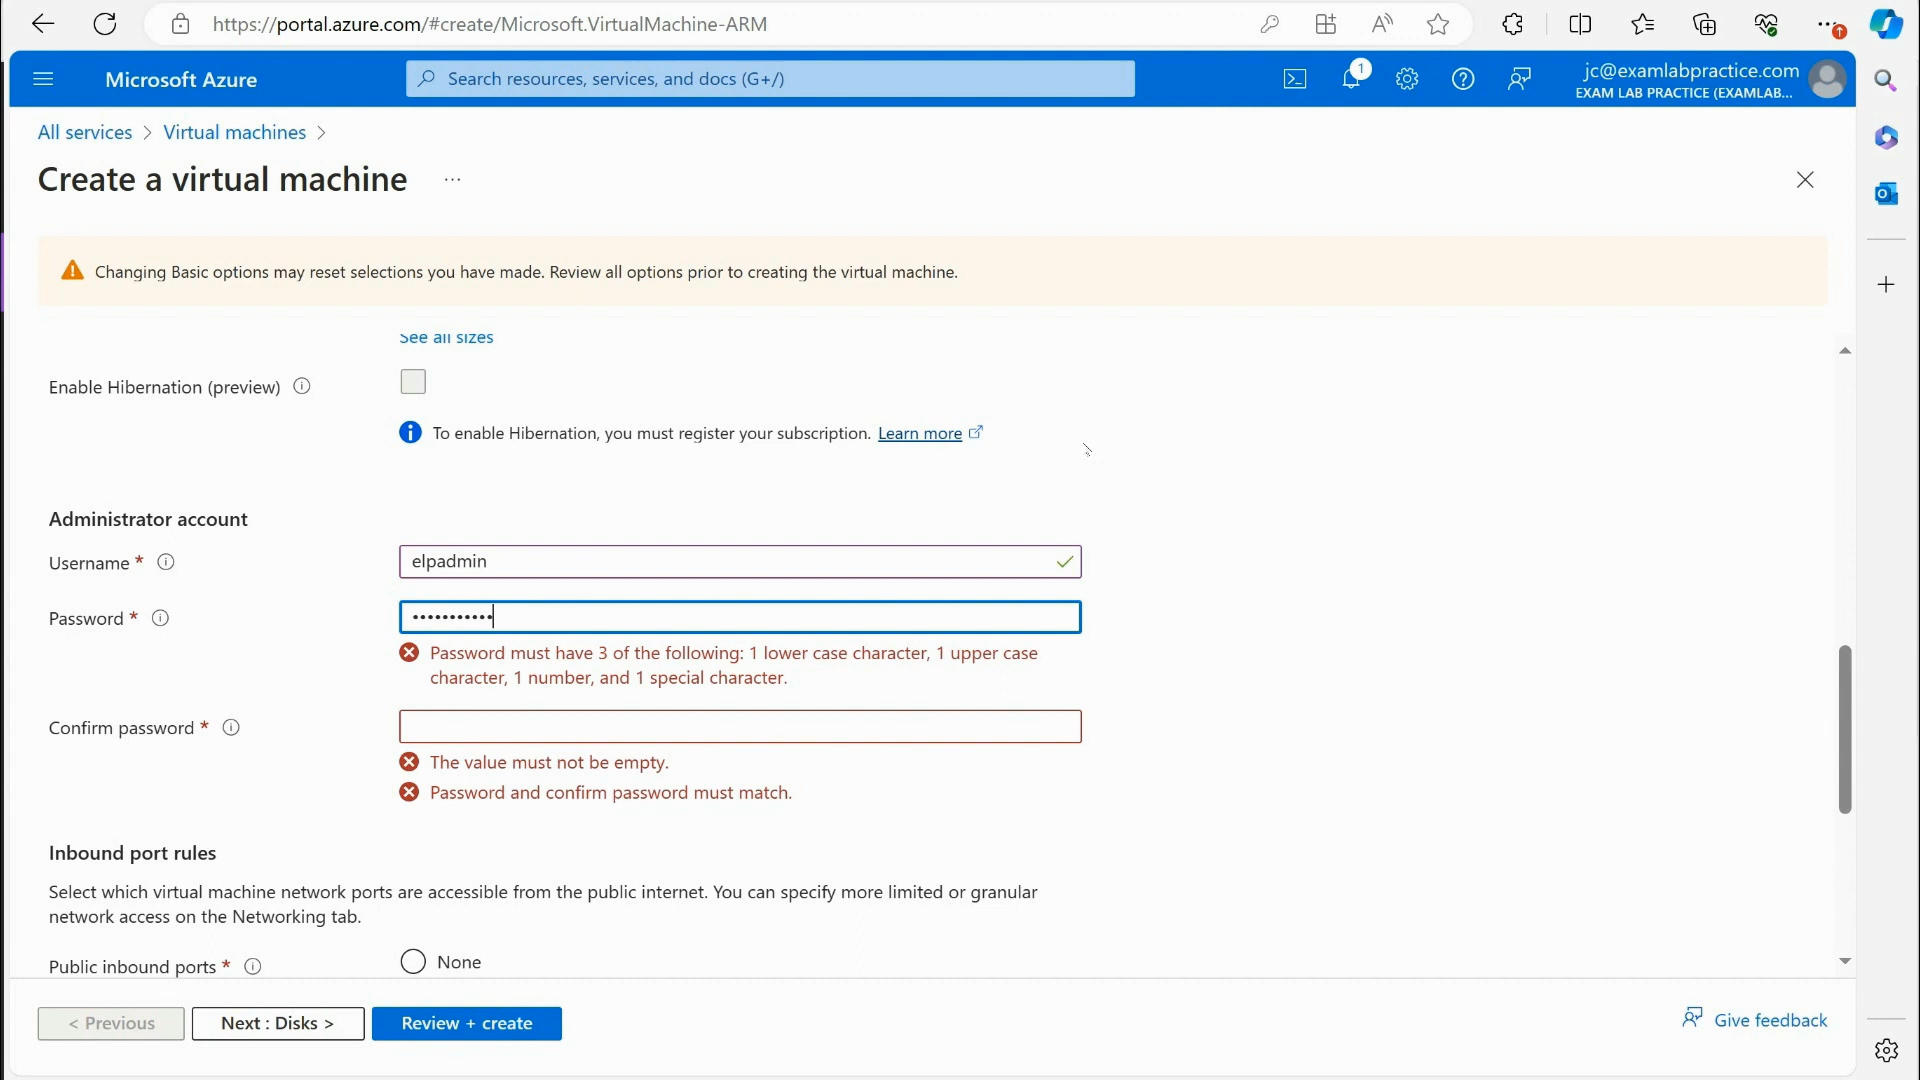 https://portal.azure.com/#create/Microsoft.VirtualMachine-ARM
Microsoft Azure
Search resources, services, and docs (G+/)
1
jc@examlabpractice.com
EXAM LAB PRACTICE (EXAMLAB...
All services > Virtual machines >
Create a virtual machine ...
Changing Basic options may reset selections you have made. Review all options prior to creating the virtual machine.
See all sizes
Enable Hibernation (preview)
To enable Hibernation, you must register your subscription. Learn more
Administrator account
Username *
elpadmin
Password *
•••••••••••
Password must have 3 of the following: 1 lower case character, 1 upper case
character, 1 number, and 1 special character.
Confirm password *
The value must not be empty.
Password and confirm password must match.
Inbound port rules
Select which virtual machine network ports are accessible from the public internet. You can specify more limited or granular
network access on the Networking tab.
Public inbound ports *
None
< Previous
Next : Disks >
Review + create
Give feedback